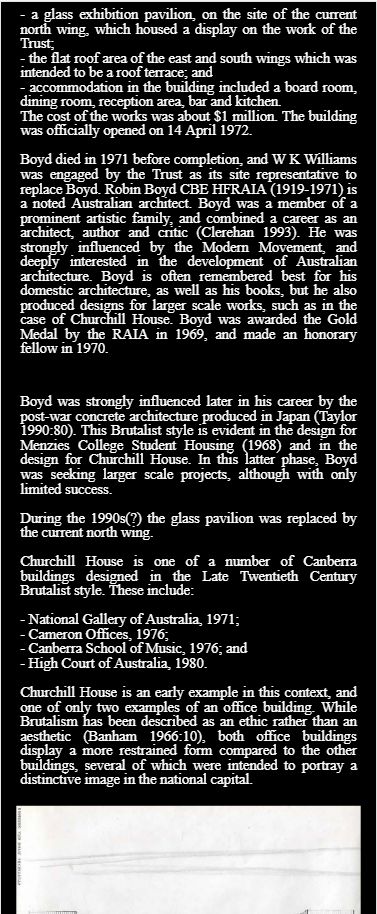 - a glass exhibition pavilion, on the site of the current
north wing, which housed a display on the work of the
Trust;
- the flat roof area of the east and south wings which was
intended to be a roof terrace; and
- accommodation in the building included a board room,
dining room, reception area, bar and kitchen.
The cost of the works was about $1 million. The building
was officially opened on 14 April 1972.
Boyd died in 1971 before completion, and W K Williams
was engaged by the Trust as its site representative to
replace Boyd. Robin Boyd CBE HFRAIA (1919-1971) is
a noted Australian architect. Boyd was a member of a
prominent artistic family, and combined a career as an
architect, author and critic (Clerehan 1993). He was
strongly influenced by the Modern Movement, and
deeply interested in the development of Australian
architecture. Boyd is often remembered best for his
domestic architecture, as well as his books, but he also
produced designs for larger scale works, such as in the
case of Churchill House. Boyd was awarded the Gold
Medal by the RAIA in 1969, and made an honorary
fellow in 1970.
Boyd was strongly influenced later in his career by the
post-war concrete architecture produced in Japan (Taylor
1990:80). This Brutalist style is evident in the design for
Menzies College Student Housing (1968) and in the
design for Churchill House. In this latter phase, Boyd
was seeking larger scale projects, although with only
limited success.
During the 1990s(?) the glass pavilion was replaced by
the current north wing.
Churchill House is one of a number of Canberra
buildings designed in the Late Twentieth Century
Brutalist style. These include:
- National Gallery of Australia, 1971;
- Cameron Offices, 1976;
- Canberra School of Music, 1976; and
- High Court of Australia, 1980.
Churchill House is an early example in this context, and
one of only two examples of an office building. While
Brutalism has been described as an ethic rather than an
aesthetic (Banham 1966:10), both office buildings
display a more restrained form compared to the other
buildings, several of which were intended to portray a
distinctive image in the national capital.